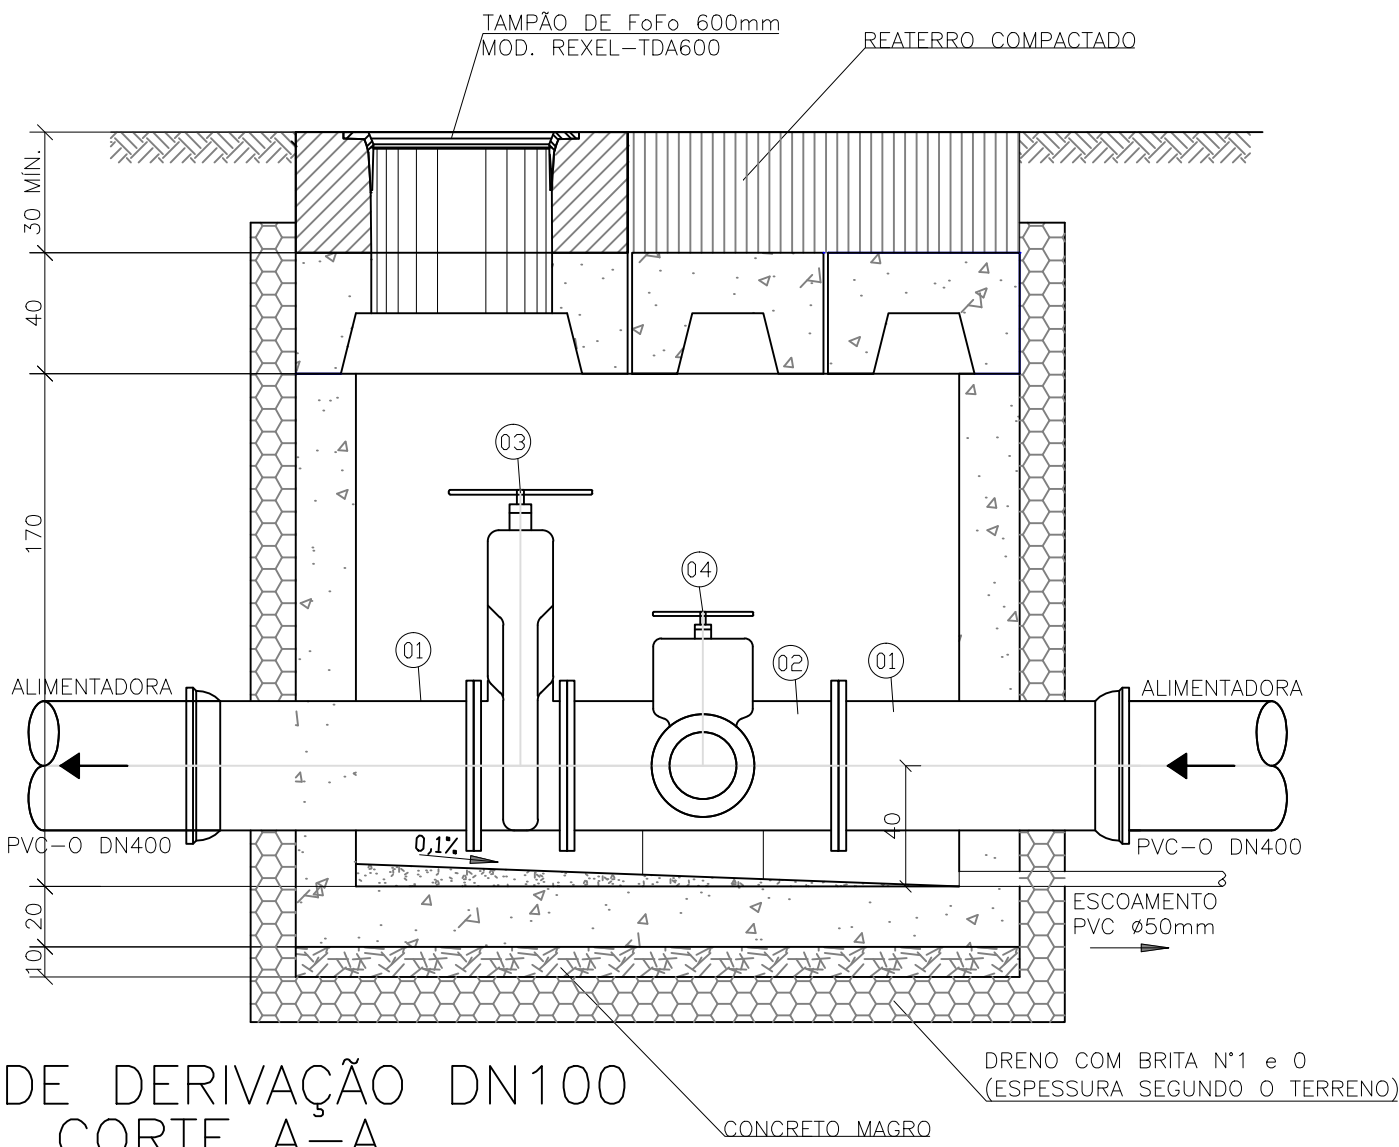 TAMPÃO DE FoFo 600mm
MOD. REXEL-TDA600
REATERRO COMPACTADO
30 MÍN.
40
170
03
04
01
02
01
ALIMENTADORA
ALIMENTADORA
PVC-O DN400
0,1%
40
PVC-O DN400
20
10
ESCOAMENTO
PVC ø50mm
DRENO COM BRITA N°1 e 0
(ESPESSURA SEGUNDO O TERRENO)
DE DERIVAÇÃO DN100
CORTE A-A
CONCRETO MAGRO